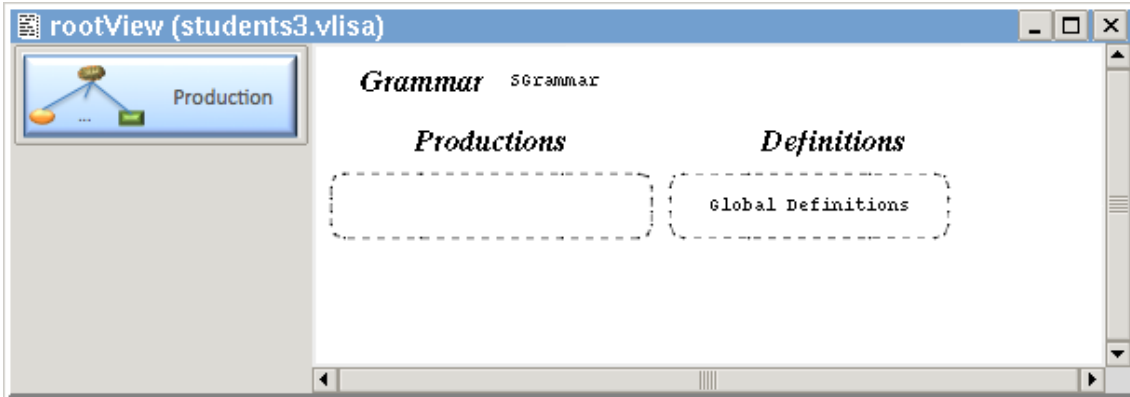 rootView (students3.vlisa)
Production
...
Grammar SGrammar
Productions Definitions
Global Definitions